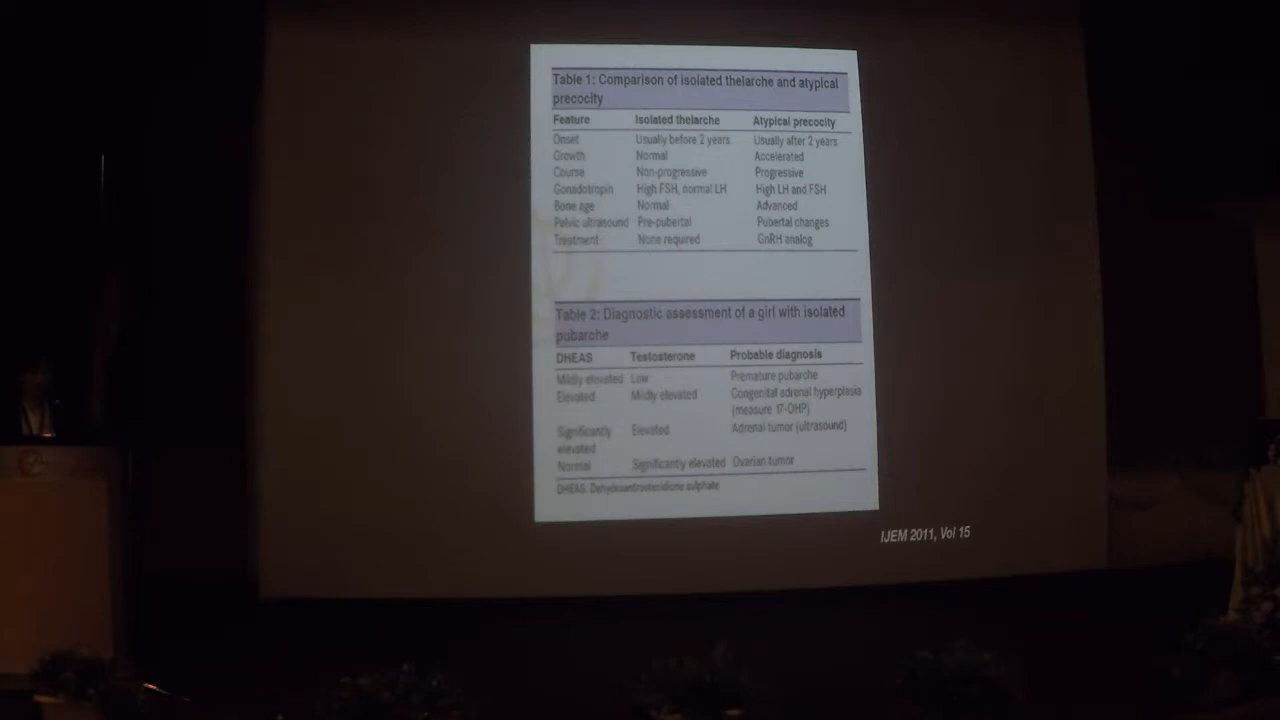 Table 1: Comparison of isolated thelarche and atypical
precocity
Feature Isolated thelarche Atypical precocity
Onset Usually before 2 years Usually after 2 years
Growth Normal Accelerated
Course Non-progressive Progressive
Gonadotropin High FSH, normal LH High LH and FSH
Bone age Normal Advanced
Pelvic ultrasound Pre-pubertal Pubertal changes
Treatment None required GnRH analog
Table 2: Diagnostic assessment of a girl with isolated
pubarche
DHEAS Testosterone Probable diagnosis
Mildly elevated Low Premature pubarche
Elevated Mildly elevated Congenital adrenal hyperplasia
(measure 17-OHP)
Significantly Elevated Adrenal tumor (ultrasound)
elevated
Normal Significantly elevated Ovarian tumor
DHEAS: sulphate
IJEM 2011, Vol 15